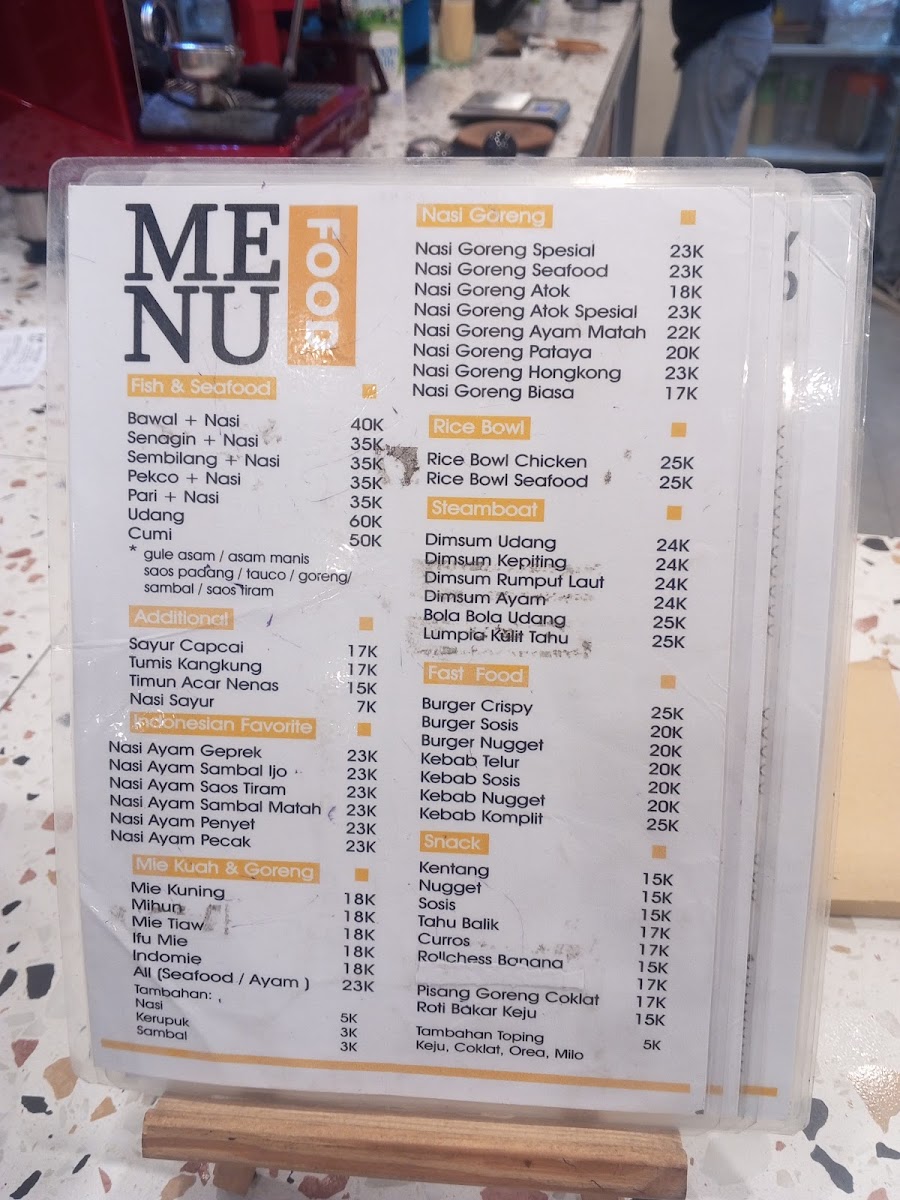 MENU
FOOD
Fish & Seafood
Bawal + Nasi 40K
Senagin + Nasi 35K
Sembilang + Nasi 35K
Pekco + Nasi 35K
Pari + Nasi 35K
Udang 60K
Cumi 50K
* gule asam / asam manis
saos padang / tauco / goreng/
sambal / saos tiram
Additional
Sayur Capcai 17K
Tumis Kangkung 17K
Timun Acar Nenas 15K
Nasi Sayur 7K
Indonesian Favorite
Nasi Ayam Geprek 23K
Nasi Ayam Sambal Ijo 23K
Nasi Ayam Saos Tiram 23K
Nasi Ayam Sambal Matah 23K
Nasi Ayam Penyet 23K
Nasi Ayam Pecak 23K
Mie Kuah & Goreng
Mie Kuning 18K
Mihun 18K
Mie Tiaw 18K
Ifu Mie 18K
Indomie 18K
All (Seafood / Ayam ) 23K
Tambahan:
Nasi 5K
Kerupuk 3K
Sambal 3K
Nasi Goreng
Nasi Goreng Spesial 23K
Nasi Goreng Seafood 23K
Nasi Goreng Atok 18K
Nasi Goreng Atok Spesial 23K
Nasi Goreng Ayam Matah 22K
Nasi Goreng Pataya 20K
Nasi Goreng Hongkong 23K
Nasi Goreng Biasa 17K
Rice Bowl
Rice Bowl Chicken 25K
Rice Bowl Seafood 25K
Steamboat
Dimsum Udang 24K
Dimsum Kepiting 24K
Dimsum Rumput Laut 24K
Dimsum Ayam 24K
Bola Bola Udang 25K
Lumpia Kulit Tahu 25K
Fast Food
Burger Crispy 25K
Burger Sosis 20K
Burger Nugget 20K
Kebab Telur 20K
Kebab Sosis 20K
Kebab Nugget 20K
Kebab Komplit 25K
Snack
Kentang 15K
Nugget 15K
Sosis 15K
Tahu Balik 17K
Curros 17K
Rollchess Banana 15K
17K
Pisang Goreng Coklat 17K
Roti Bakar Keju 15K
Tambahan Toping 5K
Keju, Coklat, Orea, Milo